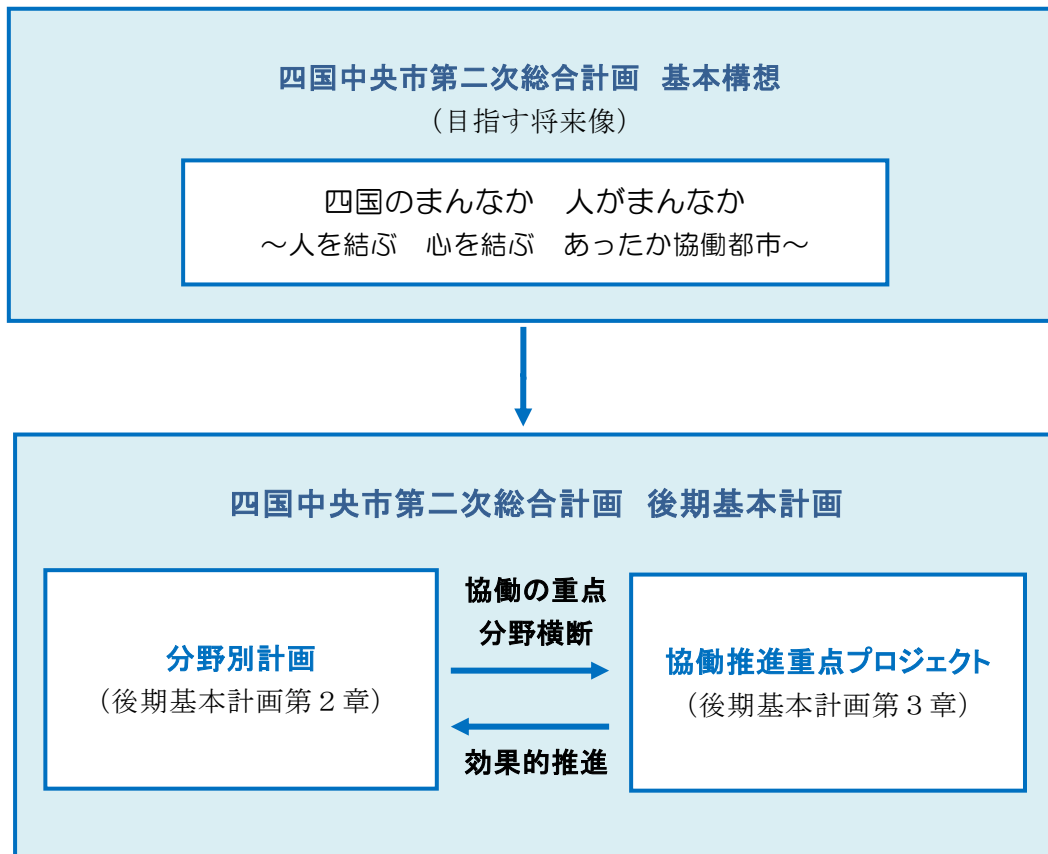 四国中央市第二次総合計画　基本構想
（目指す将来像）
四国のまんなか　人がまんなか
～人を結ぶ　心を結ぶ　あったか協働都市～
四国中央市第二次総合計画　後期基本計画
分野別計画
（後期基本計画第２章）
協働の重点
分野横断
効果的推進
協働推進重点プロジェクト
（後期基本計画第３章）